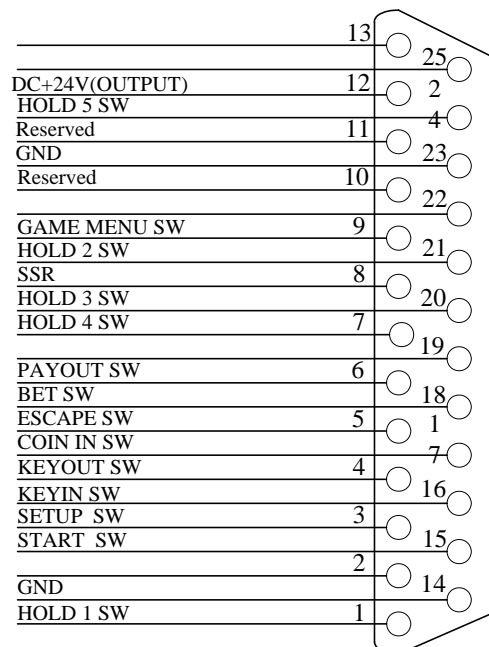 13
25
DC+24V(OUTPUT) 12 2
HOLD 5 SW 4
Reserved 11
GND 23
Reserved 10
22
GAME MENU SW 9
HOLD 2 SW 21
SSR 8
HOLD 3 SW 20
HOLD 4 SW 7
19
PAYOUT SW 6
BET SW 18
ESCAPE SW 5 1
COIN IN SW 7
KEYOUT SW 4
KEYIN SW 16
SETUP SW 3
START SW 15
2
GND 14
HOLD 1 SW 1